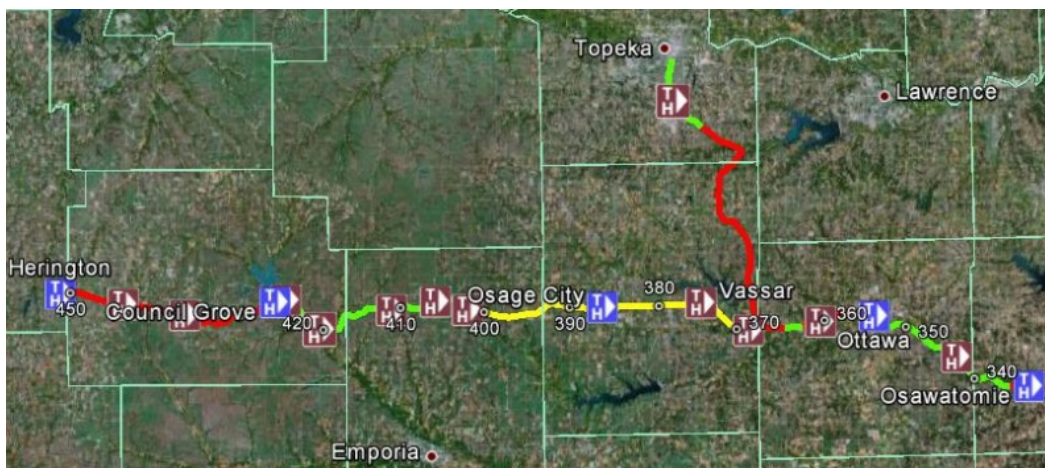 Topeka
Lawrence
T H
Herington
450
T H
T H
Council Grove
T H
T H
420
T H
T H
410
T H
T H
Osage City
400
390
T H
380
T H
Vassar
370
T H
T H
360
T H
Ottawa
350
T H
340
Osawatomie
T H
Emporia